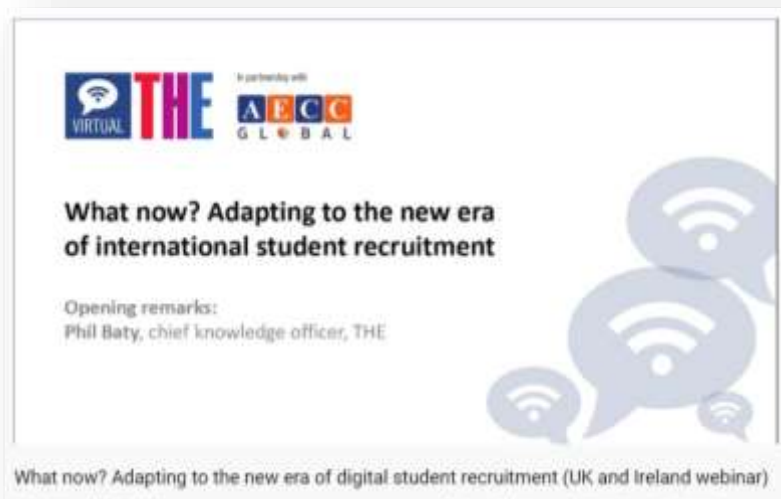 VIRTUAL
THE
In partnership with
AECC
GLOBAL
What now? Adapting to the new era
of international student recruitment
Opening remarks:
Phil Baty, chief knowledge officer, THE
What now? Adapting to the new era of digital student recruitment (UK and Ireland webinar)